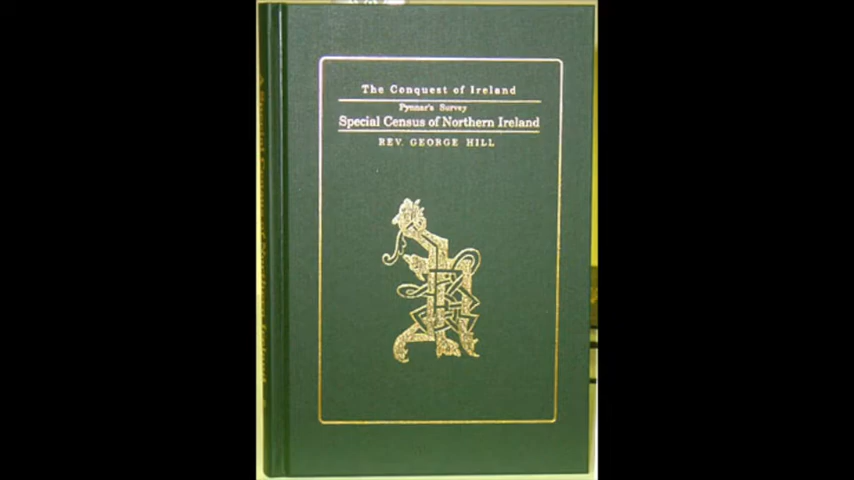 The Conquest of Ireland
Pynnar's Survey
Special Census of Northern Ireland
REV. GEORGE HILL